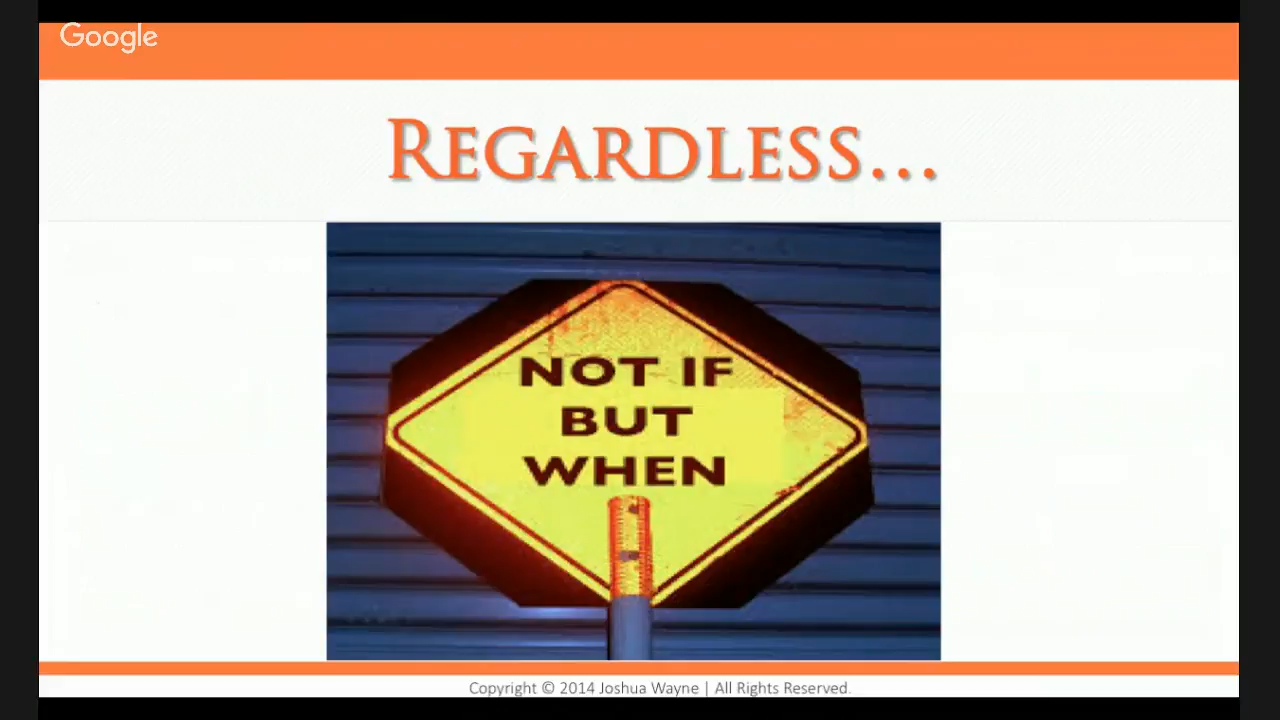 Google
REGARDLESS...
NOT IF
BUT
WHEN
Copyright © 2014 Joshua Wayne | All Rights Reserved.